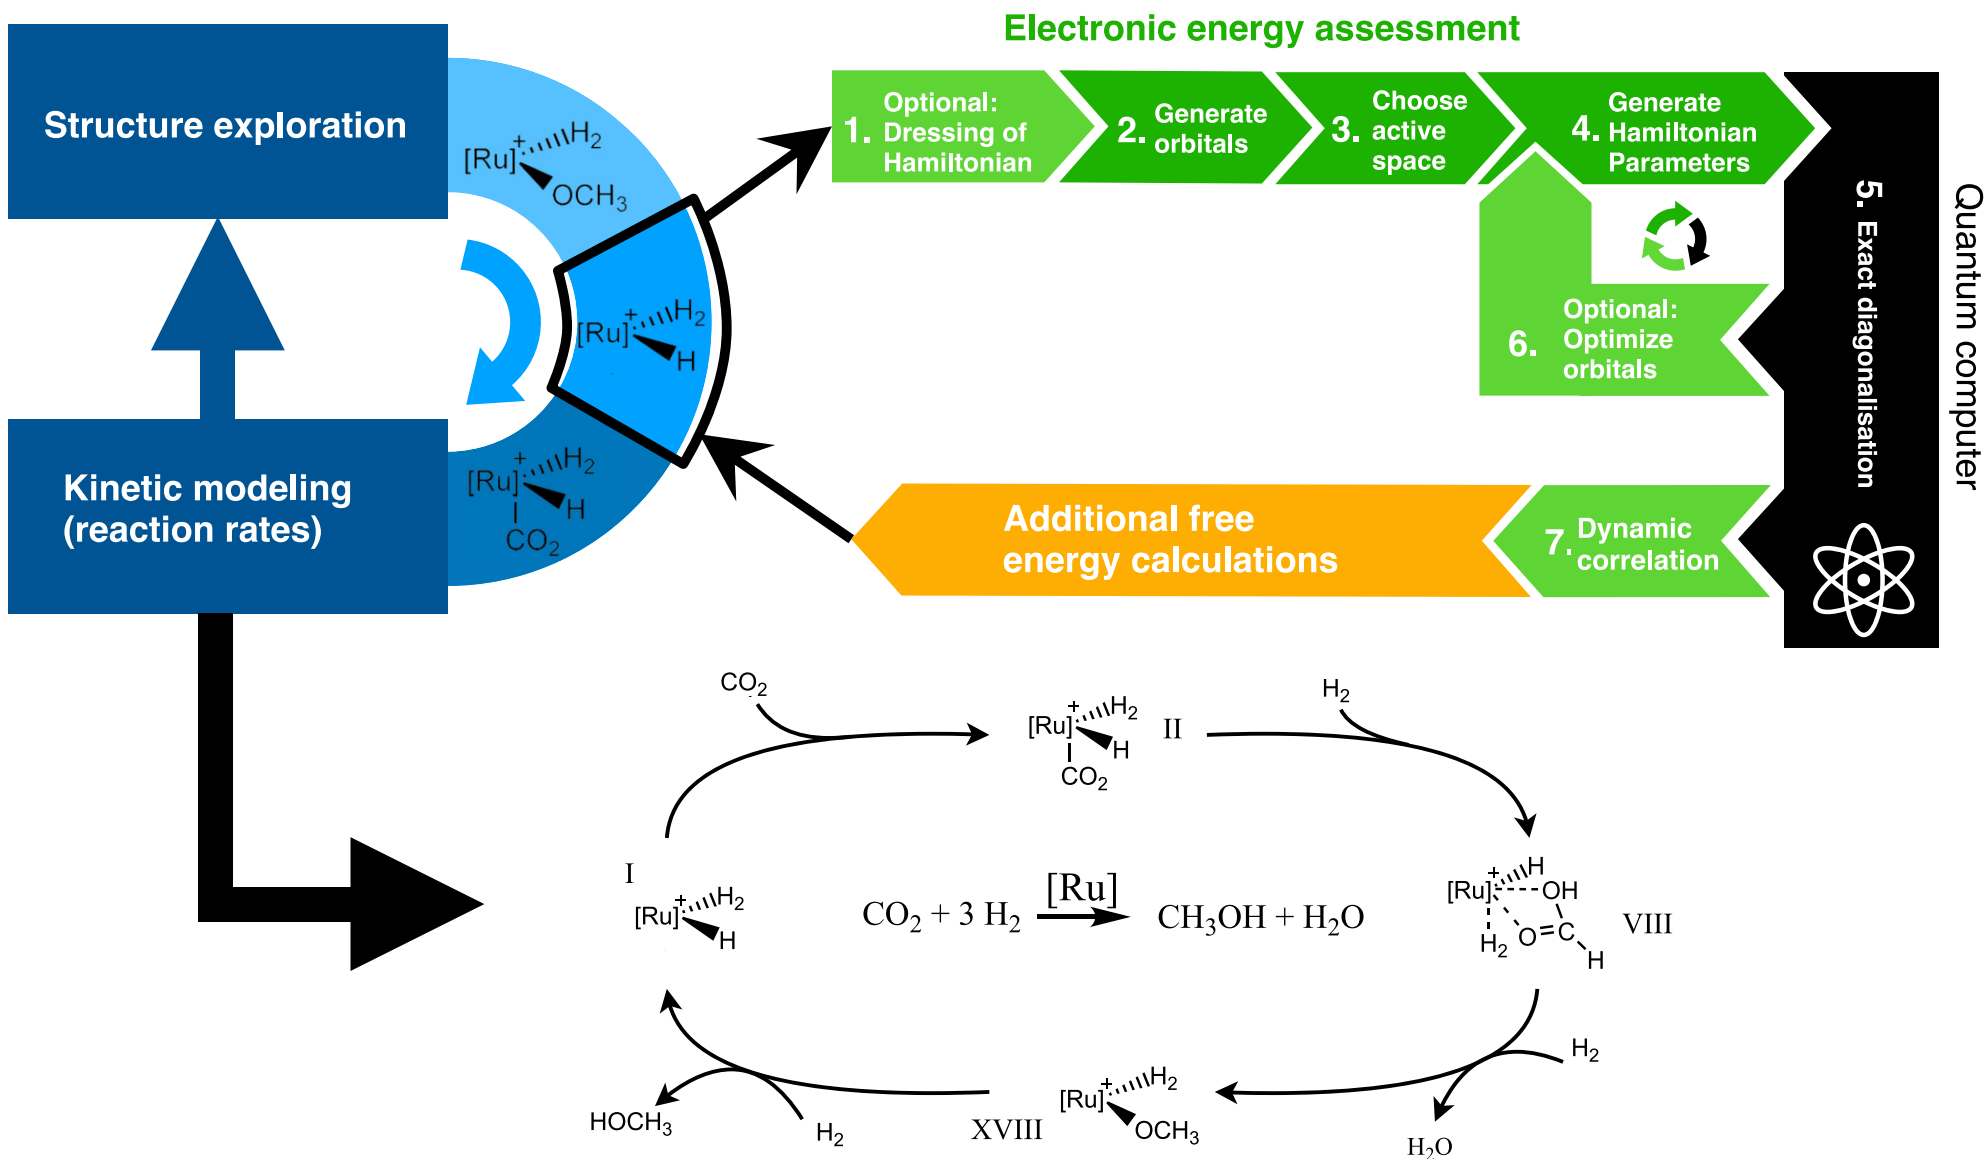 Electronic energy assessment
Structure exploration
[Ru]+ H2
OCH3
[Ru]+ H2
H
[Ru]+ H2
H
CO2
Kinetic modeling
(reaction rates)
1. Optional:
Dressing of
Hamiltonian
2. Generate
orbitals
3. Choose
active
space
4. Generate
Hamiltonian
Parameters
5. Exact diagonalisation
Quantum computer
6. Optional:
Optimize
orbitals
7. Dynamic
correlation
Additional free
energy calculations
CO2
[Ru]+ H2
H
CO2
II
H2
I
[Ru]+ H2
H
[Ru]
CO2 + 3 H2 CH3OH + H2O
[Ru]+ H
OH
H2
O=C
H
VIII
H2
H2O
XVIII
[Ru]+ H2
OCH3
H2
HOCH3